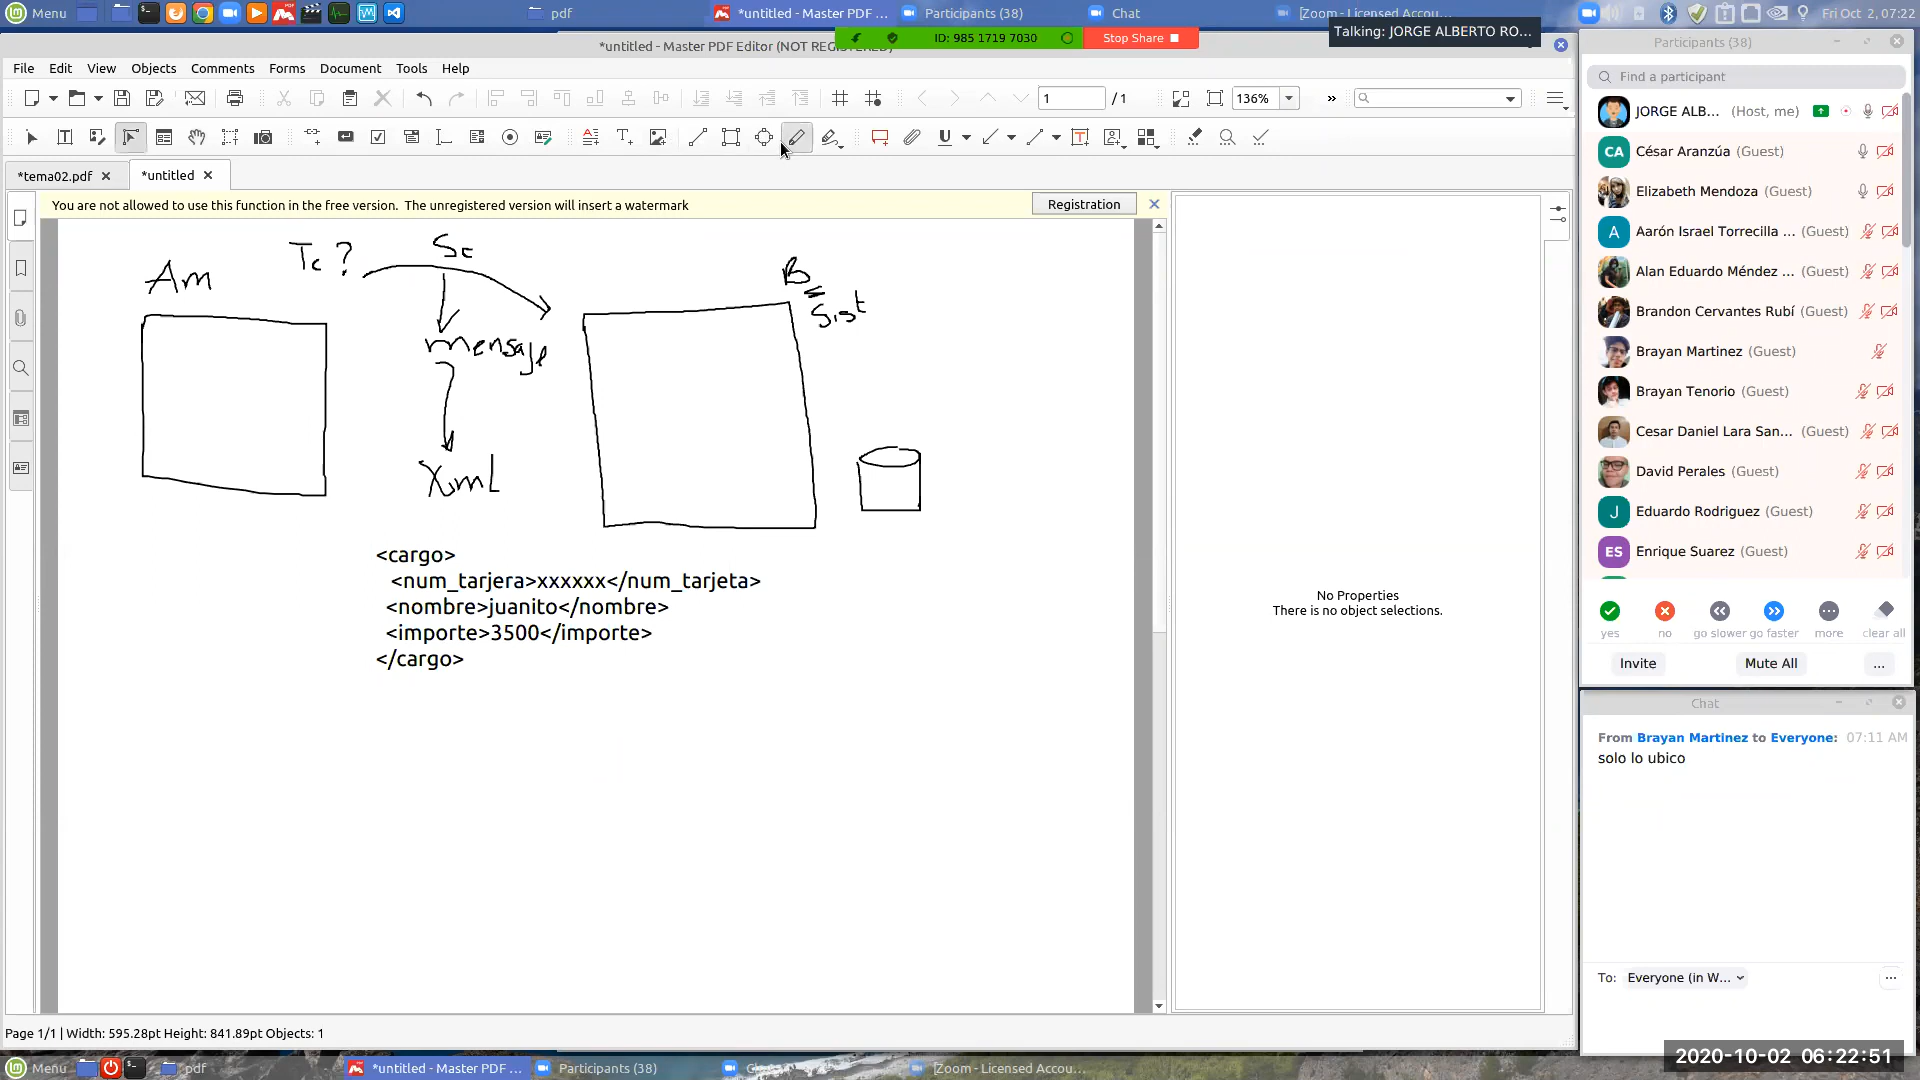 Menu
pdf
*untitled - Master PDF ...
Participants (38)
Chat
[Zoom - Licensed Accou...
Fri Oct 2, 07:22
*untitled - Master PDF Editor (NOT REGISTERED)
ID: 985 1719 7030
Stop Share
Talking: JORGE ALBERTO RO...
File Edit View Objects Comments Forms Document Tools Help
1 / 1
136%
*tema02.pdf
*untitled
You are not allowed to use this function in the free version. The unregistered version will insert a watermark
Registration
Tc ?
Sc
Am
B
Sist
mensaje
Xml
<cargo>
<num_tarjera>xxxxxx</num_tarjeta>
<nombre>juanito</nombre>
<importe>3500</importe>
</cargo>
No Properties
There is no object selections.
Page 1/1 | Width: 595.28pt Height: 841.89pt Objects: 1
Participants (38)
Find a participant
JORGE ALB... (Host, me)
CA César Aranzúa (Guest)
Elizabeth Mendoza (Guest)
A Aarón Israel Torrecilla ... (Guest)
Alan Eduardo Méndez ... (Guest)
Brandon Cervantes Rubí (Guest)
Brayan Martinez (Guest)
Brayan Tenorio (Guest)
Cesar Daniel Lara San... (Guest)
David Perales (Guest)
J Eduardo Rodriguez (Guest)
ES Enrique Suarez (Guest)
yes no go slower go faster more clear all
Invite Mute All ...
Chat
From Brayan Martinez to Everyone: 07:11 AM
solo lo ubico
To: Everyone (in W...
Menu
pdf
*untitled - Master PDF ...
Participants (38)
[Zoom - Licensed Accou...
2020-10-02 06:22:51